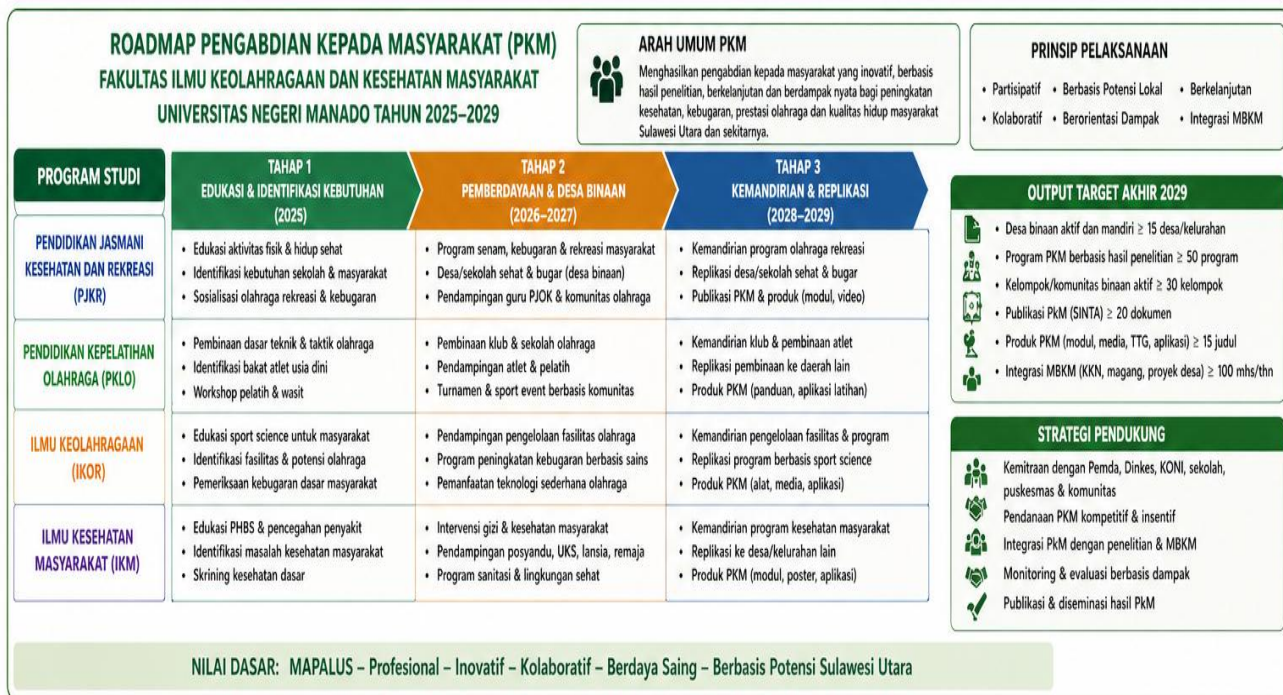 ROADMAP PENGABDIAN KEPADA MASYARAKAT (PKM)
FAKULTAS ILMU KEOLAHRAGAAN DAN KESEHATAN MASYARAKAT
UNIVERSITAS NEGERI MANADO TAHUN 2025–2029
ARAH UMUM PKM
Menghasilkan pengabdian kepada masyarakat yang inovatif, berbasis
hasil penelitian, berkelanjutan dan berdampak nyata bagi peningkatan
kesehatan, kebugaran, prestasi olahraga dan kualitas hidup masyarakat
Sulawesi Utara dan sekitarnya.
PRINSIP PELAKSANAAN
• Partisipatif • Berbasis Potensi Lokal • Berkelanjutan
• Kolaboratif • Berorientasi Dampak • Integrasi MBKM
PROGRAM STUDI
TAHAP 1
EDUKASI & IDENTIFIKASI KEBUTUHAN
(2025)
TAHAP 2
PEMBERDAYAAN & DESA BINAAN
(2026–2027)
TAHAP 3
KEMANDIRIAN & REPLIKASI
(2028–2029)
PENDIDIKAN JASMANI
KESEHATAN DAN REKREASI
(PJKR)
• Edukasi aktivitas fisik & hidup sehat
• Identifikasi kebutuhan sekolah & masyarakat
• Sosialisasi olahraga rekreasi & kebugaran
• Program senam, kebugaran & rekreasi masyarakat
• Desa/sekolah sehat & bugar (desa binaan)
• Pendampingan guru PJOK & komunitas olahraga
• Kemandirian program olahraga rekreasi
• Replikasi desa/sekolah sehat & bugar
• Publikasi PKM & produk (modul, video)
PENDIDIKAN KEPELATIHAN
OLAHRAGA (PKLO)
• Pembinaan dasar teknik & taktik olahraga
• Identifikasi bakat atlet usia dini
• Workshop pelatih & wasit
• Pembinaan klub & sekolah olahraga
• Pendampingan atlet & pelatih
• Turnamen & sport event berbasis komunitas
• Kemandirian klub & pembinaan atlet
• Replikasi pembinaan ke daerah lain
• Produk PKM (panduan, aplikasi latihan)
ILMU KEOLAHRAGAAN
(IKOR)
• Edukasi sport science untuk masyarakat
• Identifikasi fasilitas & potensi olahraga
• Pemeriksaan kebugaran dasar masyarakat
• Pendampingan pengelolaan fasilitas olahraga
• Program peningkatan kebugaran berbasis sains
• Pemanfaatan teknologi sederhana olahraga
• Kemandirian pengelolaan fasilitas & program
• Replikasi program berbasis sport science
• Produk PKM (alat, media, aplikasi)
ILMU KESEHATAN
MASYARAKAT (IKM)
• Edukasi PHBS & pencegahan penyakit
• Identifikasi masalah kesehatan masyarakat
• Skrining kesehatan dasar
• Intervensi gizi & kesehatan masyarakat
• Pendampingan posyandu, UKS, lansia, remaja
• Program sanitasi & lingkungan sehat
• Kemandirian program kesehatan masyarakat
• Replikasi ke desa/kelurahan lain
• Produk PKM (modul, poster, aplikasi)
OUTPUT TARGET AKHIR 2029
• Desa binaan aktif dan mandiri ≥ 15 desa/kelurahan
• Program PKM berbasis hasil penelitian ≥ 50 program
• Kelompok/komunitas binaan aktif ≥ 30 kelompok
• Publikasi PkM (SINTA) ≥ 20 dokumen
• Produk PKM (modul, media, TTG, aplikasi) ≥ 15 judul
• Integrasi MBKM (KKN, magang, proyek desa) ≥ 100 mhs/thn
STRATEGI PENDUKUNG
Kemitraan dengan Pemda, Dinkes, KONI, sekolah,
puskesmas & komunitas
Pendanaan PKM kompetitif & insentif
Integrasi PkM dengan penelitian & MBKM
Monitoring & evaluasi berbasis dampak
Publikasi & diseminasi hasil PkM
NILAI DASAR: MAPALUS – Profesional – Inovatif – Kolaboratif – Berdaya Saing – Berbasis Potensi Sulawesi Utara